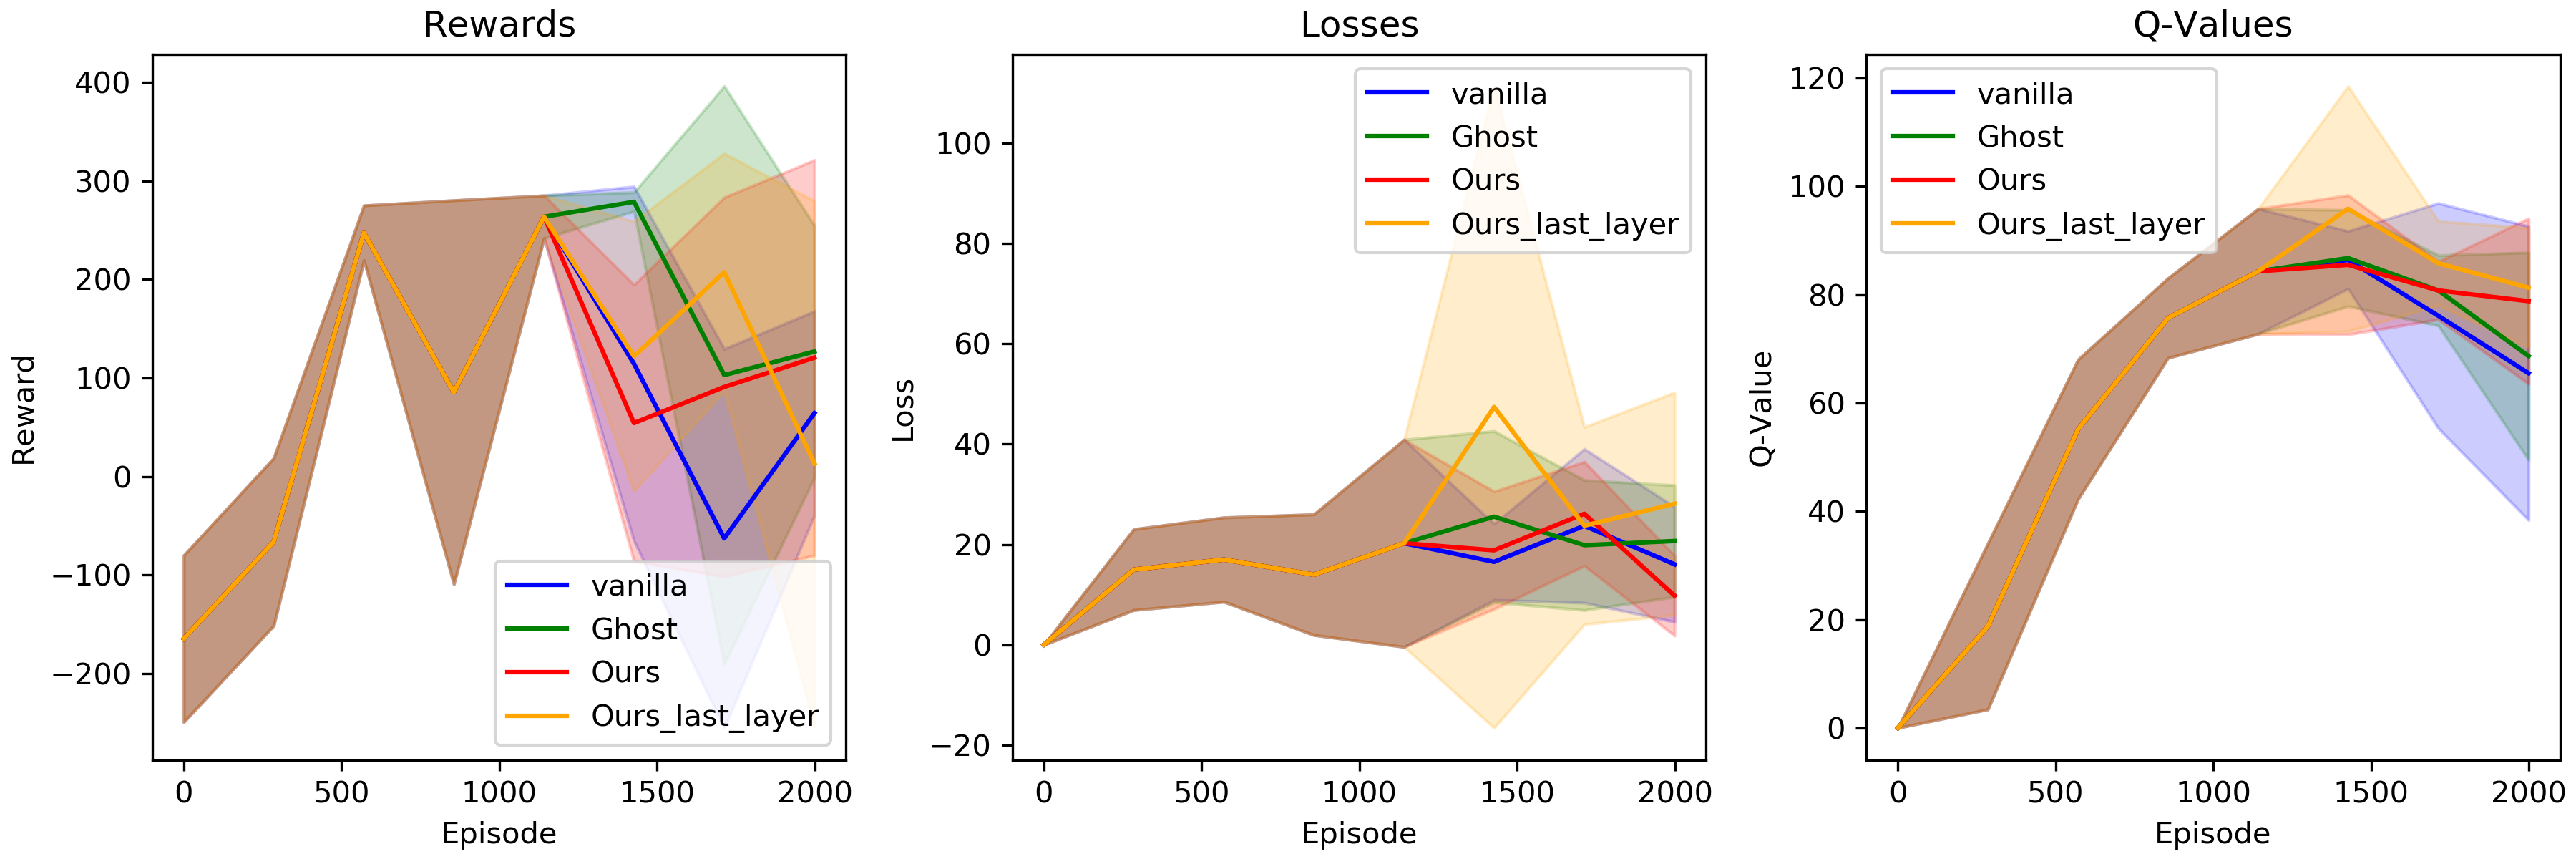 Rewards
400
300
200
100
0
−100
−200
Reward
0
500
1000
1500
2000
Episode
vanilla
Ghost
Ours
Ours_last_layer
Losses
100
80
60
40
20
0
−20
Loss
0
500
1000
1500
2000
Episode
vanilla
Ghost
Ours
Ours_last_layer
Q-Values
120
100
80
60
40
20
0
Q-Value
0
500
1000
1500
2000
Episode
vanilla
Ghost
Ours
Ours_last_layer